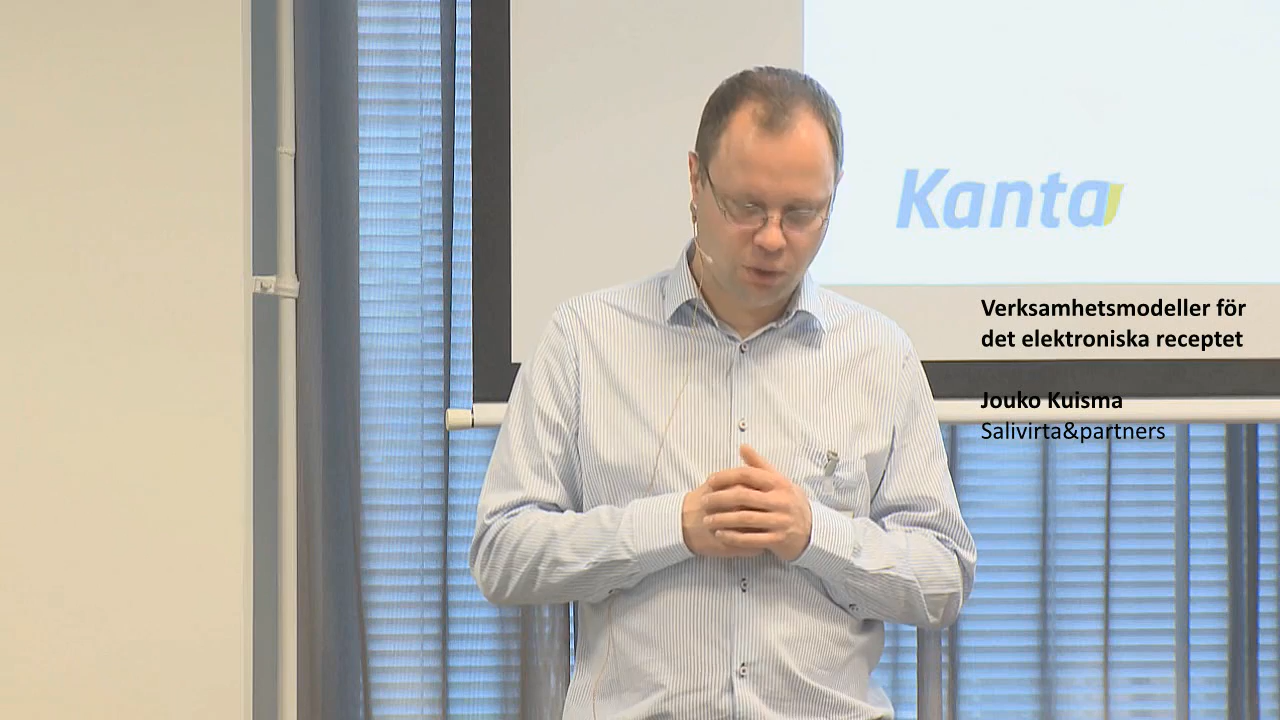 Kanta
Verksamhetsmodeller för
det elektroniska receptet
Jouko Kuisma
Salivirta&partners